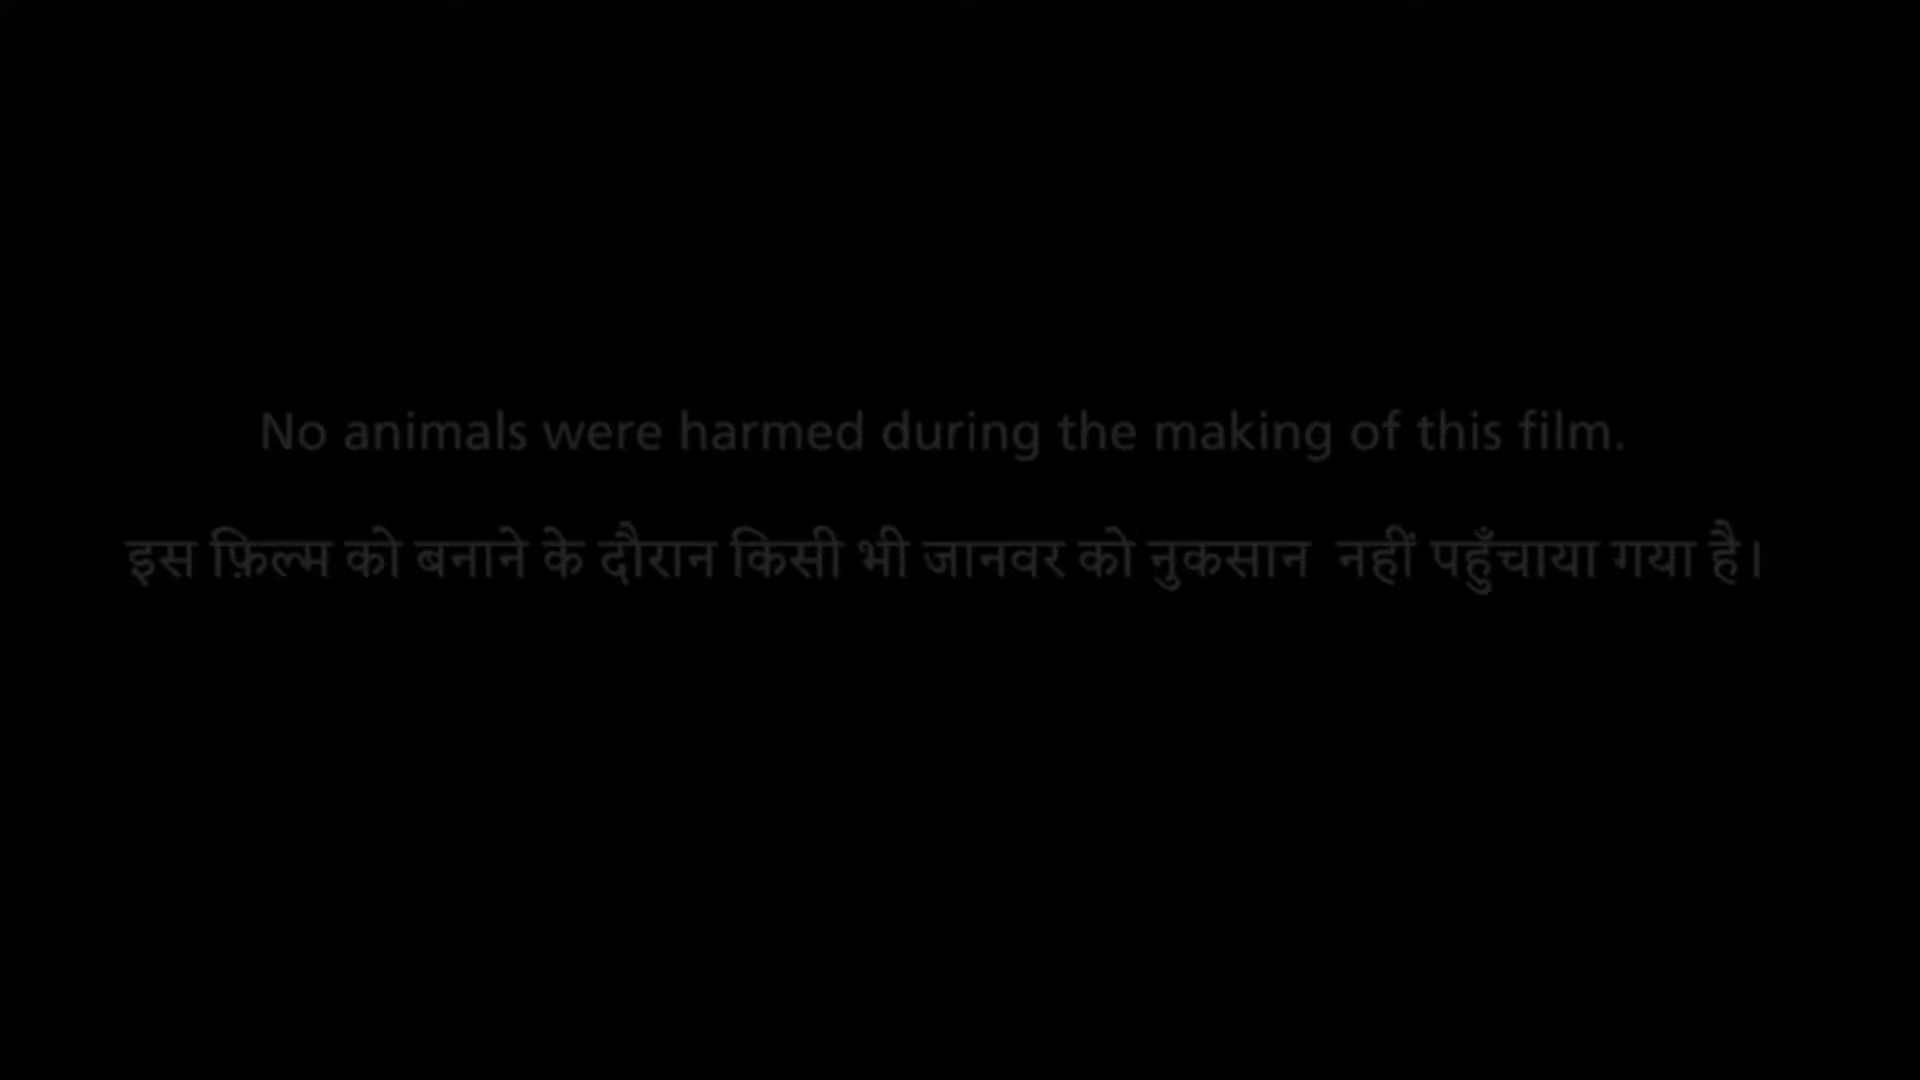 No animals were harmed during the making of this film.
इस फ़िल्म को बनाने के दौरान किसी भी जानवर को नुकसान नहीं पहुँचाया गया है।